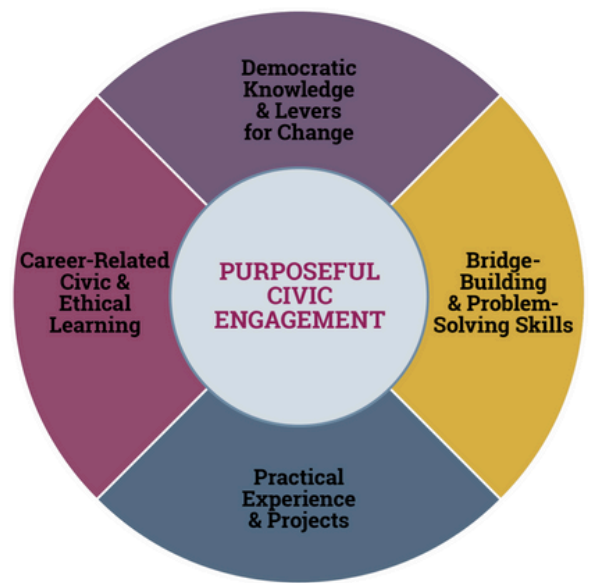 Democratic
Knowledge
& Levers
for Change
Career-Related
Civic &
Ethical
Learning
PURPOSEFUL
CIVIC
ENGAGEMENT
Bridge-
Building
& Problem-
Solving Skills
Practical
Experience
& Projects